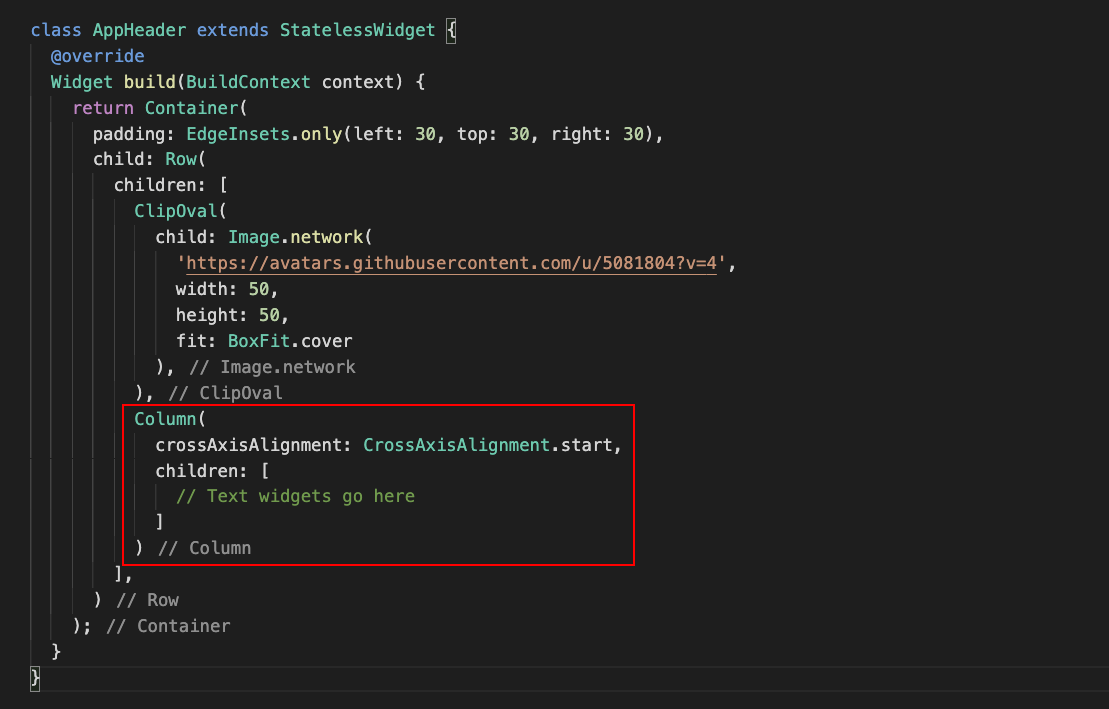 class AppHeader extends StatelessWidget {
  @override
  Widget build(BuildContext context) {
    return Container(
      padding: EdgeInsets.only(left: 30, top: 30, right: 30),
      child: Row(
        children: [
          ClipOval(
            child: Image.network(
              'https://avatars.githubusercontent.com/u/5081804?v=4',
              width: 50,
              height: 50,
              fit: BoxFit.cover
            ), // Image.network
          ), // ClipOval
          Column(
            crossAxisAlignment: CrossAxisAlignment.start,
            children: [
              // Text widgets go here
            ]
          ) // Column
        ],
      ) // Row
    ); // Container
  }
}